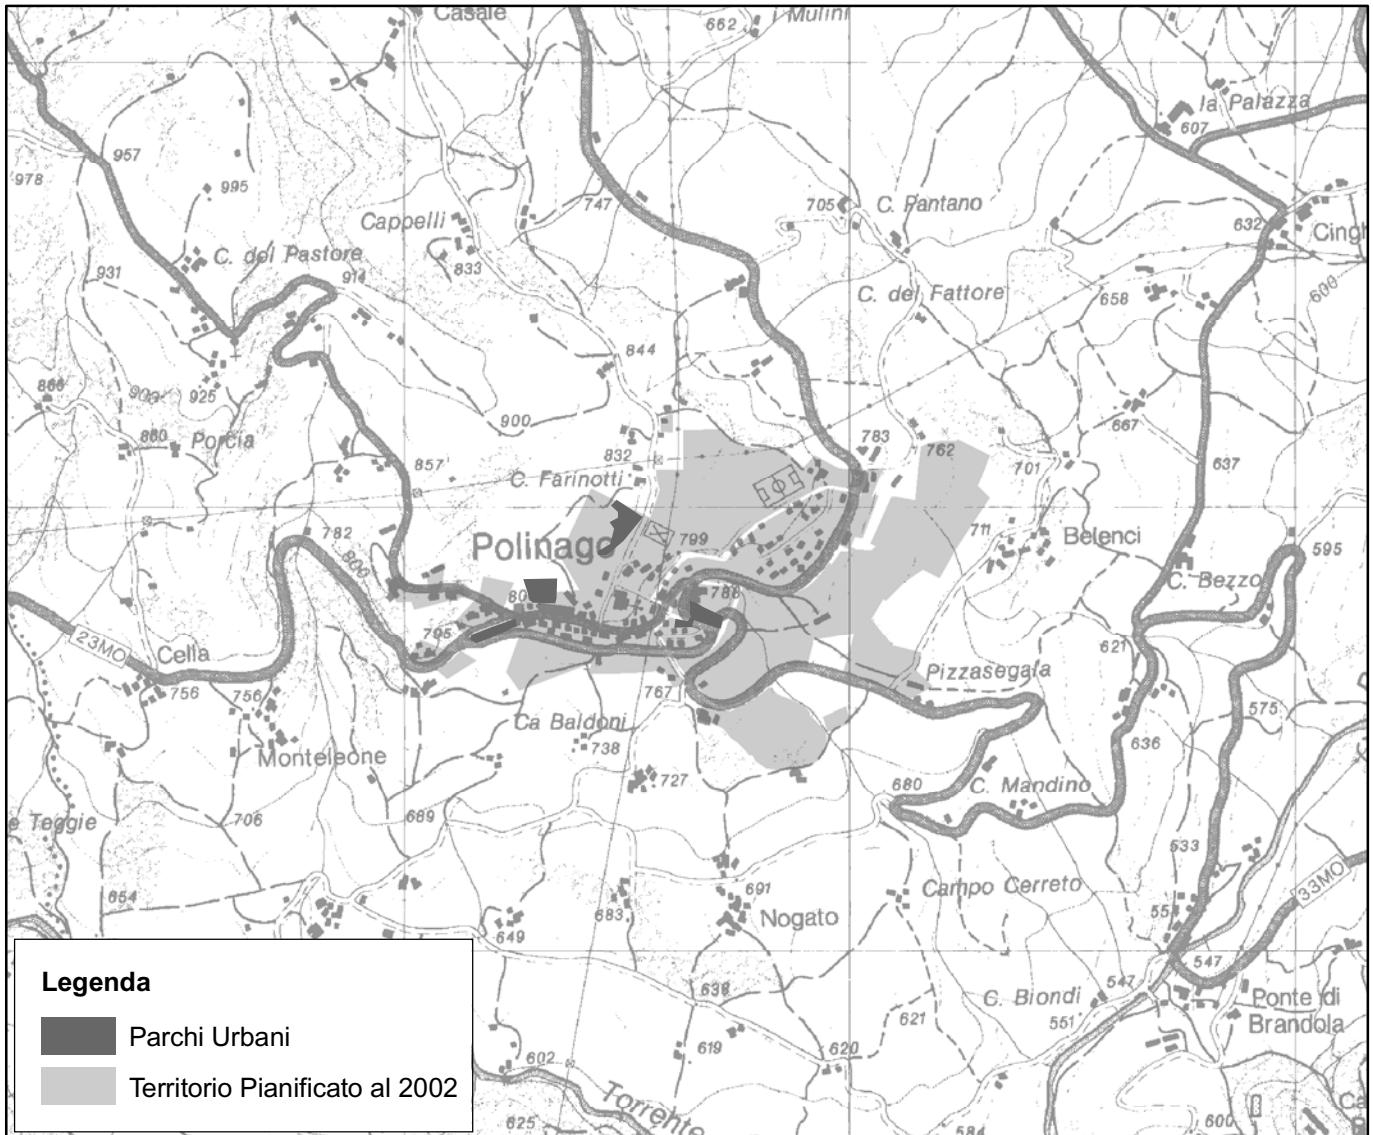 Casale
662
Mulini
la Palazza
607
957
978
995
Cappelli
747
705
C. Pantano
632
C. del Pastore
833
931
914
C. del Fattore
658
600
844
866
900
925
900
667
860
Porcia
832
783
762
857
701
637
C. Farinotti
782
Polinago
799
711
Belenci
595
800
C. Bezzo
788
795
23MO
Cella
621
767
Pizzasegala
756
756
575
Ca Baldoni
738
636
Monteleone
727
680
C. Mandino
e Teggie
706
689
533
33MO
654
691
Campo Cerreto
683
Nogato
649
547
638
C. Biondi
547
Ponte di
Brandola
551
621
619
620
602
Torrente
625
584
600
Legenda
Parchi Urbani
Territorio Pianificato al 2002